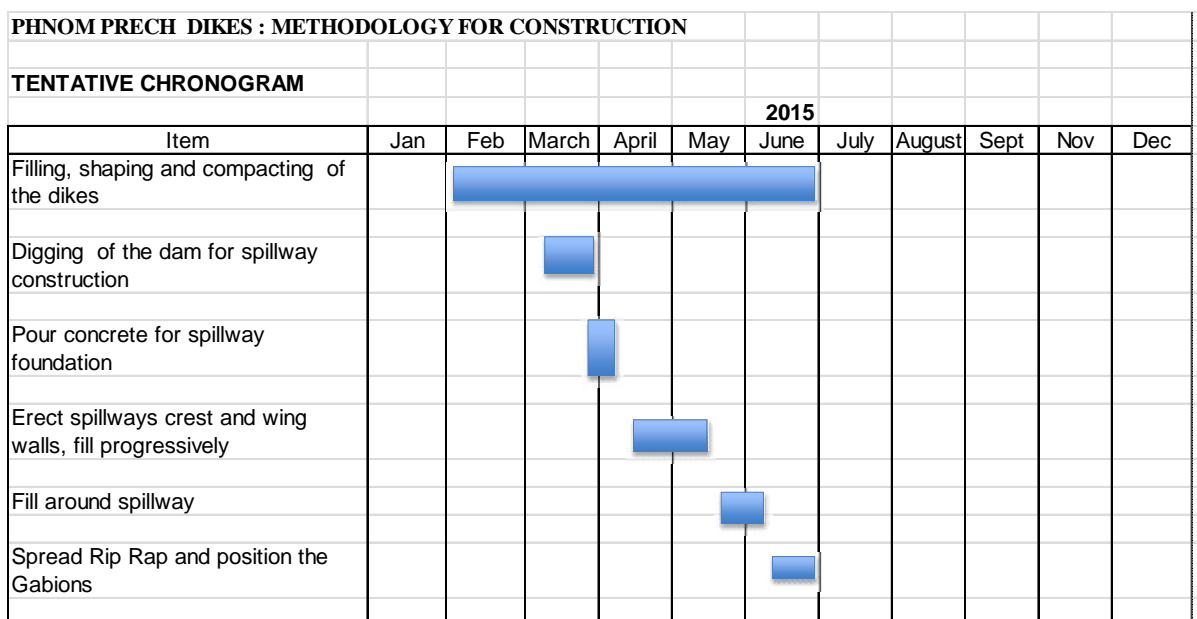 PHNOM PRECH DIKES : METHODOLOGY FOR CONSTRUCTION
TENTATIVE CHRONOGRAM
2015
Item Jan Feb March April May June July August Sept Nov Dec
Filling, shaping and compacting of
the dikes
Digging of the dam for spillway
construction
Pour concrete for spillway
foundation
Erect spillways crest and wing
walls, fill progressively
Fill around spillway
Spread Rip Rap and position the
Gabions